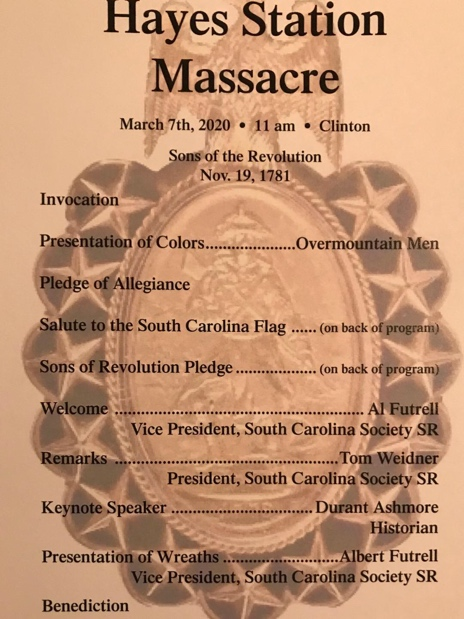 Hayes Station
Massacre
March 7th, 2020 • 11 am • Clinton
Sons of the Revolution
Nov. 19, 1781
Invocation
Presentation of Colors....................Overmountain Men
Pledge of Allegiance
Salute to the South Carolina Flag ...... (on back of program)
Sons of Revolution Pledge ................... (on back of program)
Welcome .......................................................... Al Futrell
Vice President, South Carolina Society SR
Remarks .....................................................Tom Weidner
President, South Carolina Society SR
Keynote Speaker .................................Durant Ashmore
Historian
Presentation of Wreaths ...........................Albert Futrell
Vice President, South Carolina Society SR
Benediction